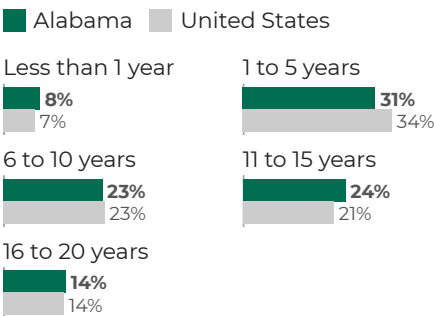 Alabama United States
Less than 1 year
8%
7%
1 to 5 years
31%
34%
6 to 10 years
23%
23%
11 to 15 years
24%
21%
16 to 20 years
14%
14%